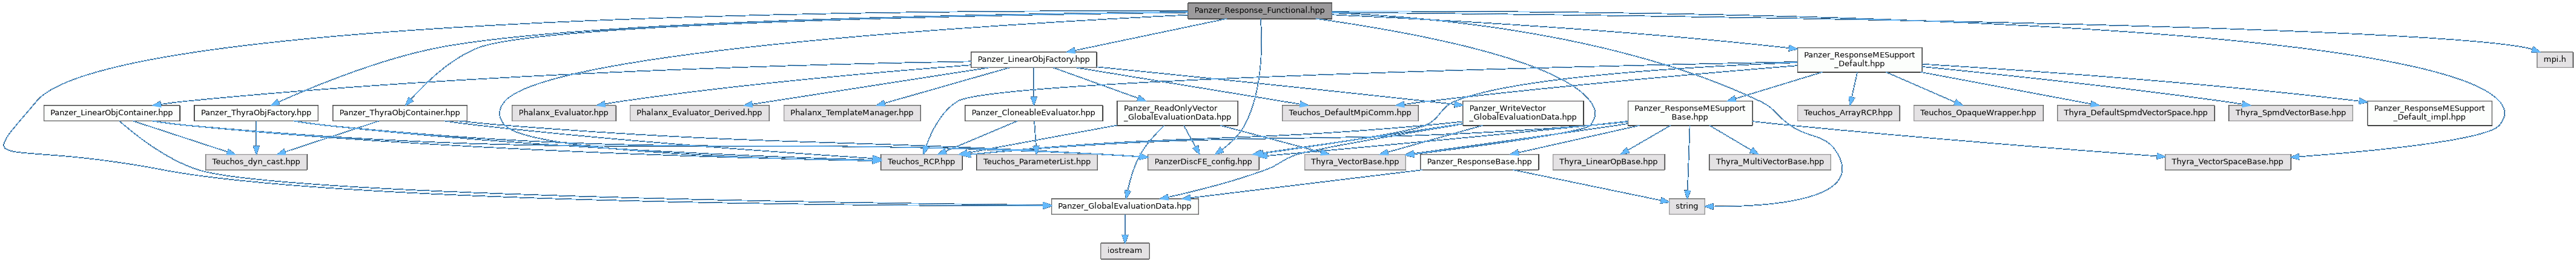 Panzer_Response_Functional.hpp
Panzer_LinearObjFactory.hpp
Panzer_ResponseMESupport
_Default.hpp
mpi.h
Panzer_LinearObjContainer.hpp
Panzer_ThyraObjFactory.hpp
Panzer_ThyraObjContainer.hpp
Phalanx_Evaluator.hpp
Phalanx_Evaluator_Derived.hpp
Phalanx_TemplateManager.hpp
Panzer_CloneableEvaluator.hpp
Panzer_ReadOnlyVector
_GlobalEvaluationData.hpp
Teuchos_DefaultMpiComm.hpp
Panzer_WriteVector
_GlobalEvaluationData.hpp
Panzer_ResponseMESupport
Base.hpp
Teuchos_ArrayRCP.hpp
Teuchos_OpaqueWrapper.hpp
Thyra_DefaultSpmdVectorSpace.hpp
Thyra_SpmdVectorBase.hpp
Panzer_ResponseMESupport
_Default_impl.hpp
Teuchos_dyn_cast.hpp
Teuchos_RCP.hpp
Teuchos_ParameterList.hpp
PanzerDiscFE_config.hpp
Thyra_VectorBase.hpp
Panzer_ResponseBase.hpp
Thyra_LinearOpBase.hpp
Thyra_MultiVectorBase.hpp
Thyra_VectorSpaceBase.hpp
Panzer_GlobalEvaluationData.hpp
string
iostream